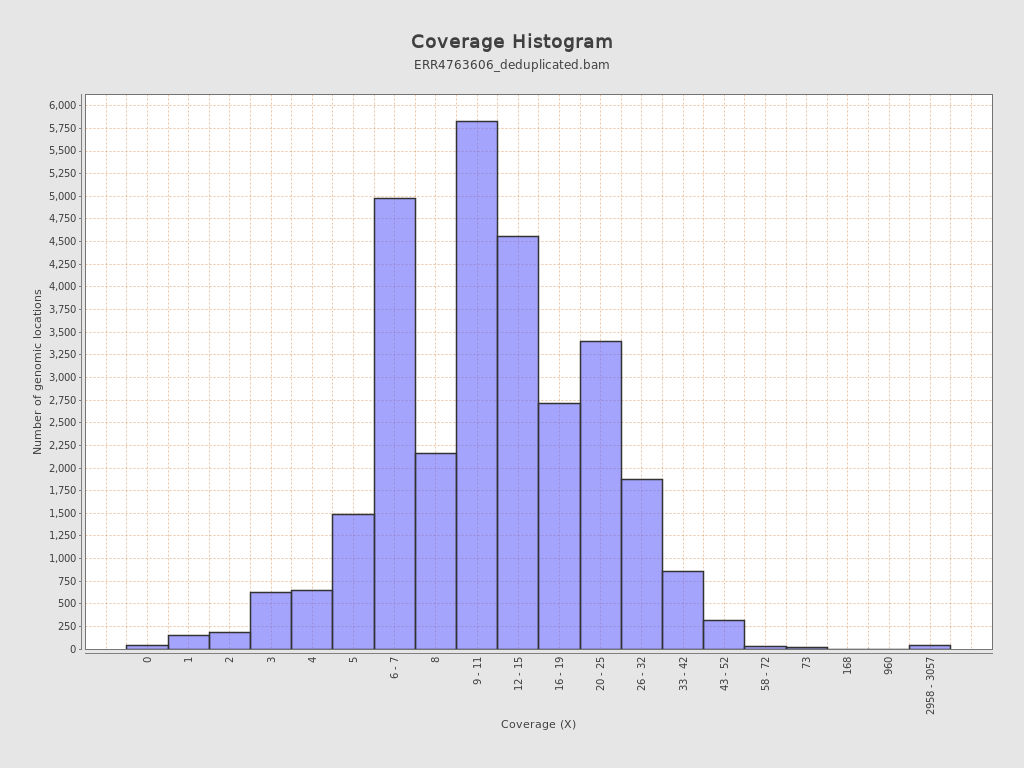 Coverage Histogram
ERR4763606_deduplicated.bam
Number of genomic locations
6,000
5,750
5,500
5,250
5,000
4,750
4,500
4,250
4,000
3,750
3,500
3,250
3,000
2,750
2,500
2,250
2,000
1,750
1,500
1,250
1,000
750
500
250
0
0
1
2
3
4
5
6 - 7
8
9 - 11
12 - 15
16 - 19
20 - 25
26 - 32
33 - 42
43 - 52
58 - 72
73
168
960
2958 - 3057
Coverage (X)